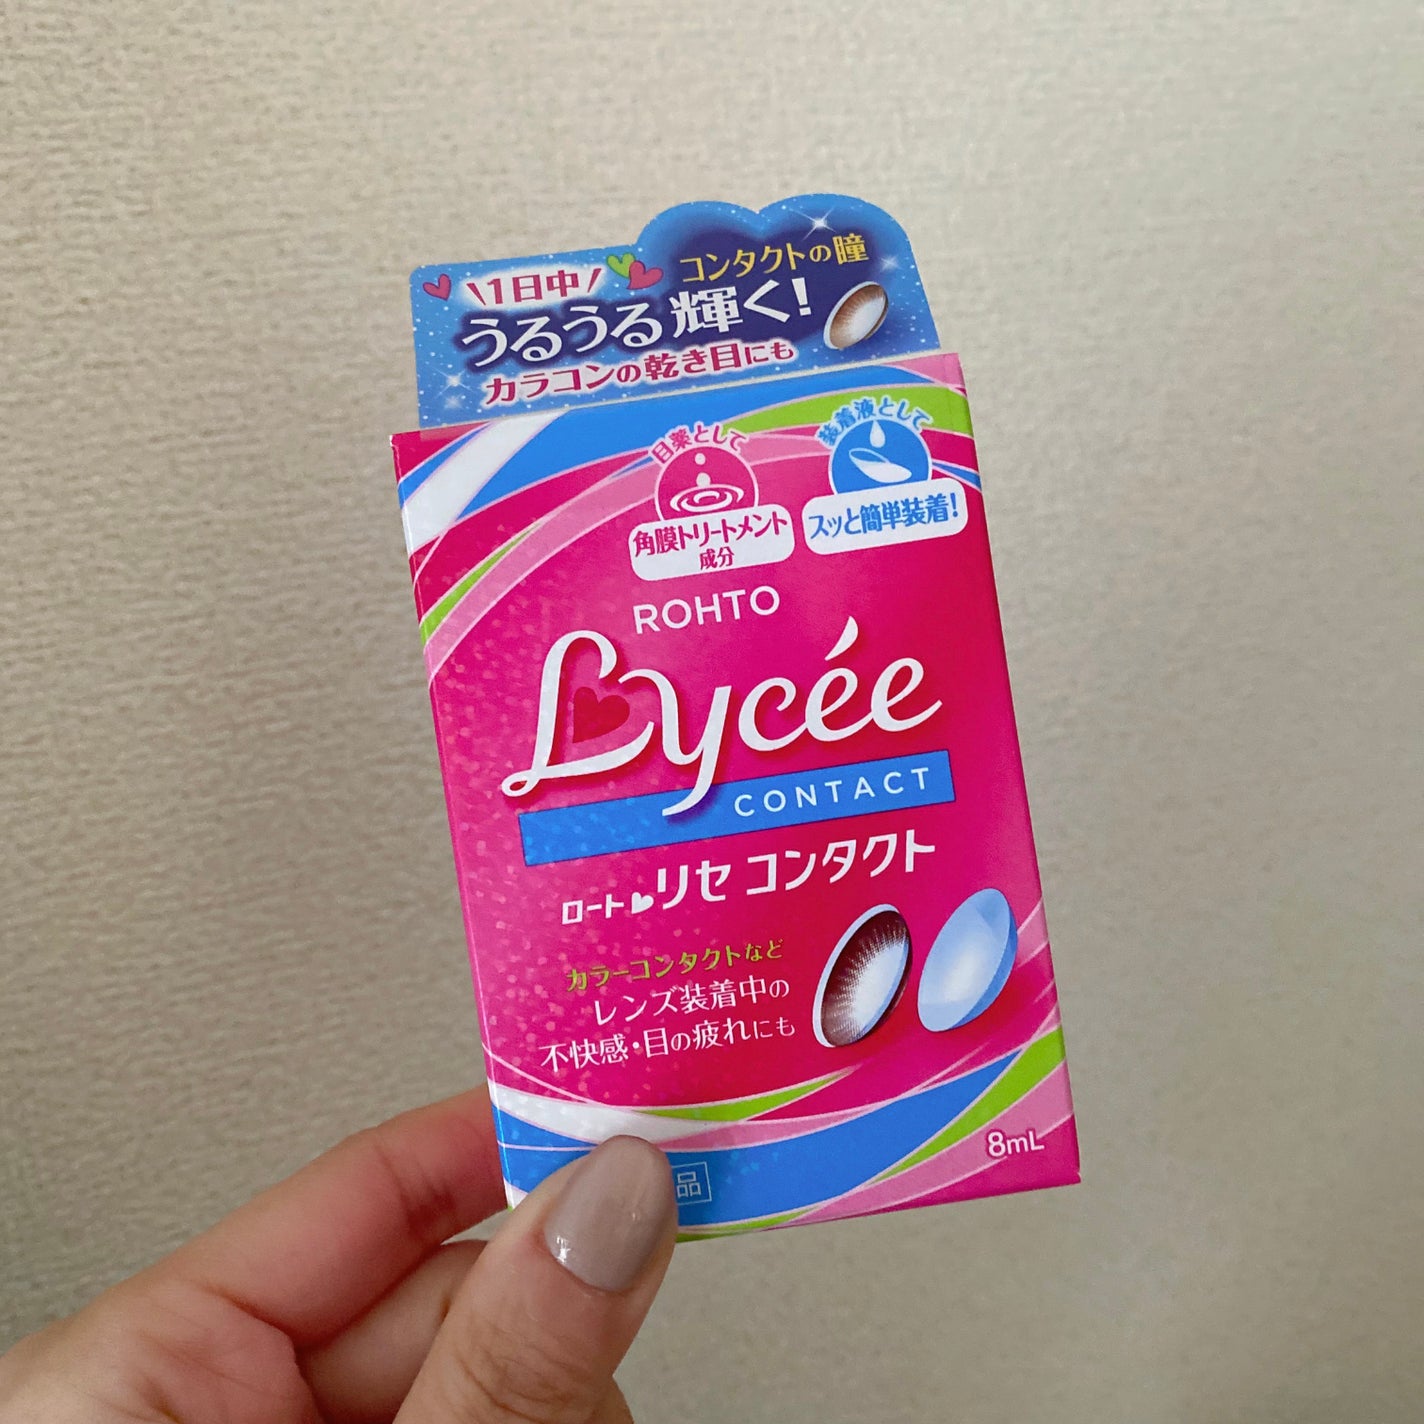 \1日中/
コンタクトの瞳
うるうる輝く!
カラコンの乾き目にも
目薬として
角膜トリートメント
成分
装着液として
スッと簡単装着!
ROHTO
Lycée
CONTACT
ロート リセ コンタクト
カラーコンタクトなど
レンズ装着中の
不快感・目の疲れにも
品
8mL